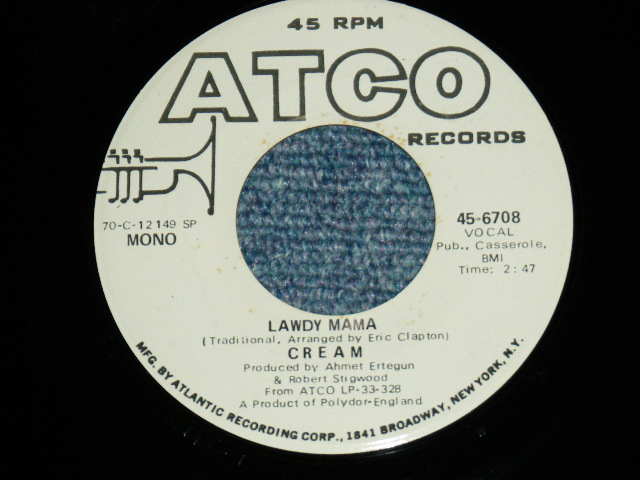 45 RPM
ATCO
RECORDS
70-C-12149 SP
MONO
45-6708
VOCAL
Pub., Casserole,
BMI
Time: 2:47
LAWDY MAMA
(Traditional, Arranged by Eric Clapton)
CREAM
Produced by Ahmet Ertegun
& Robert Stigwood
From ATCO LP-33-328
A Product of Polydor-England
MFG. BY ATLANTIC RECORDING CORP., 1841 BROADWAY, NEW YORK, N.Y.